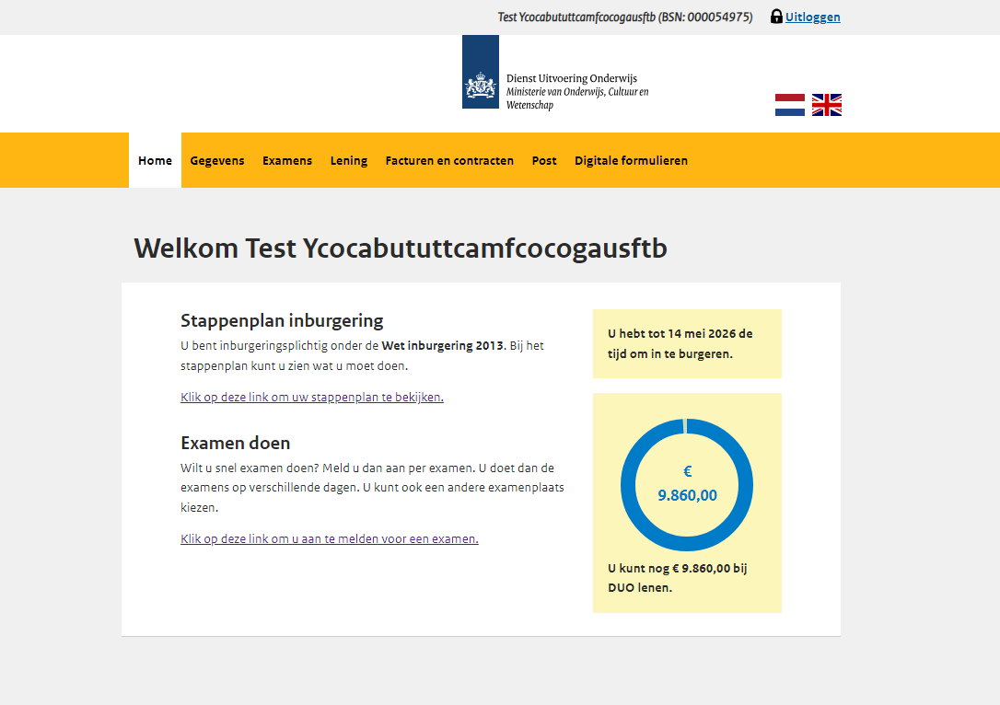 Test Ycocabututtcamfcocogausftb (BSN: 000054975) Uitloggen
Dienst Uitvoering Onderwijs
Ministerie van Onderwijs, Cultuur en
Wetenschap
Home Gegevens Examens Lening Facturen en contracten Post Digitale formulieren
Welkom Test Ycocabututtcamfcocogausftb
Stappenplan inburgering
U bent inburgeringsplichtig onder de Wet inburgering 2013. Bij het
stappenplan kunt u zien wat u moet doen.
Klik op deze link om uw stappenplan te bekijken.
Examen doen
Wilt u snel examen doen? Meld u dan aan per examen. U doet dan de
examens op verschillende dagen. U kunt ook een andere examenplaats
kiezen.
Klik op deze link om u aan te melden voor een examen.
U hebt tot 14 mei 2026 de
tijd om in te burgeren.
€
9.860,00
U kunt nog € 9.860,00 bij
DUO lenen.